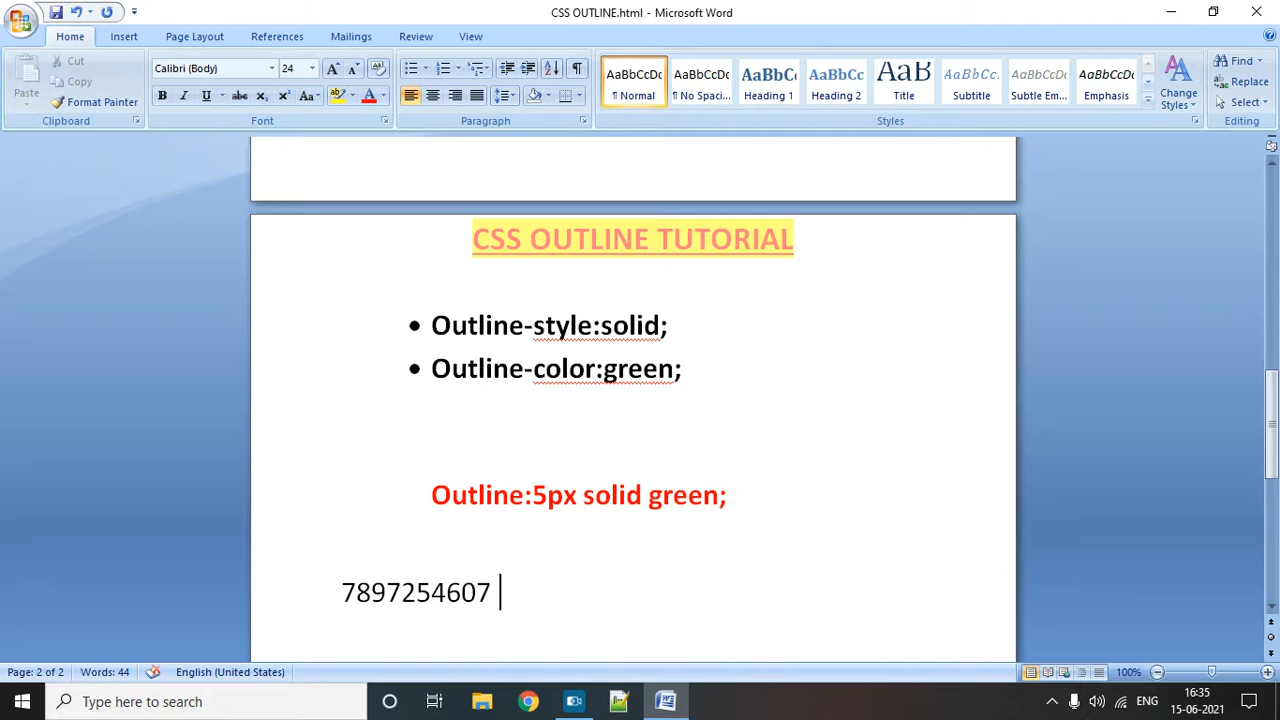 CSS OUTLINE.html - Microsoft Word
Home Insert Page Layout References Mailings Review View
Paste
Cut
Copy
Format Painter
Clipboard
Calibri (Body) 24
Font
Paragraph
AaBbCcDc AaBbCcDc AaBbCc AaBbCc AaB AaBbCc. AaBbCcDc AaBbCcDc
¶ Normal ¶ No Spaci... Heading 1 Heading 2 Title Subtitle Subtle Em... Emphasis
Styles
Change Styles
Find
Replace
Select
Editing
CSS OUTLINE TUTORIAL
• Outline-style:solid;
• Outline-color:green;
Outline:5px solid green;
7897254607
Page: 2 of 2 Words: 44 English (United States) 100%
Type here to search
ENG
16:35
15-06-2021